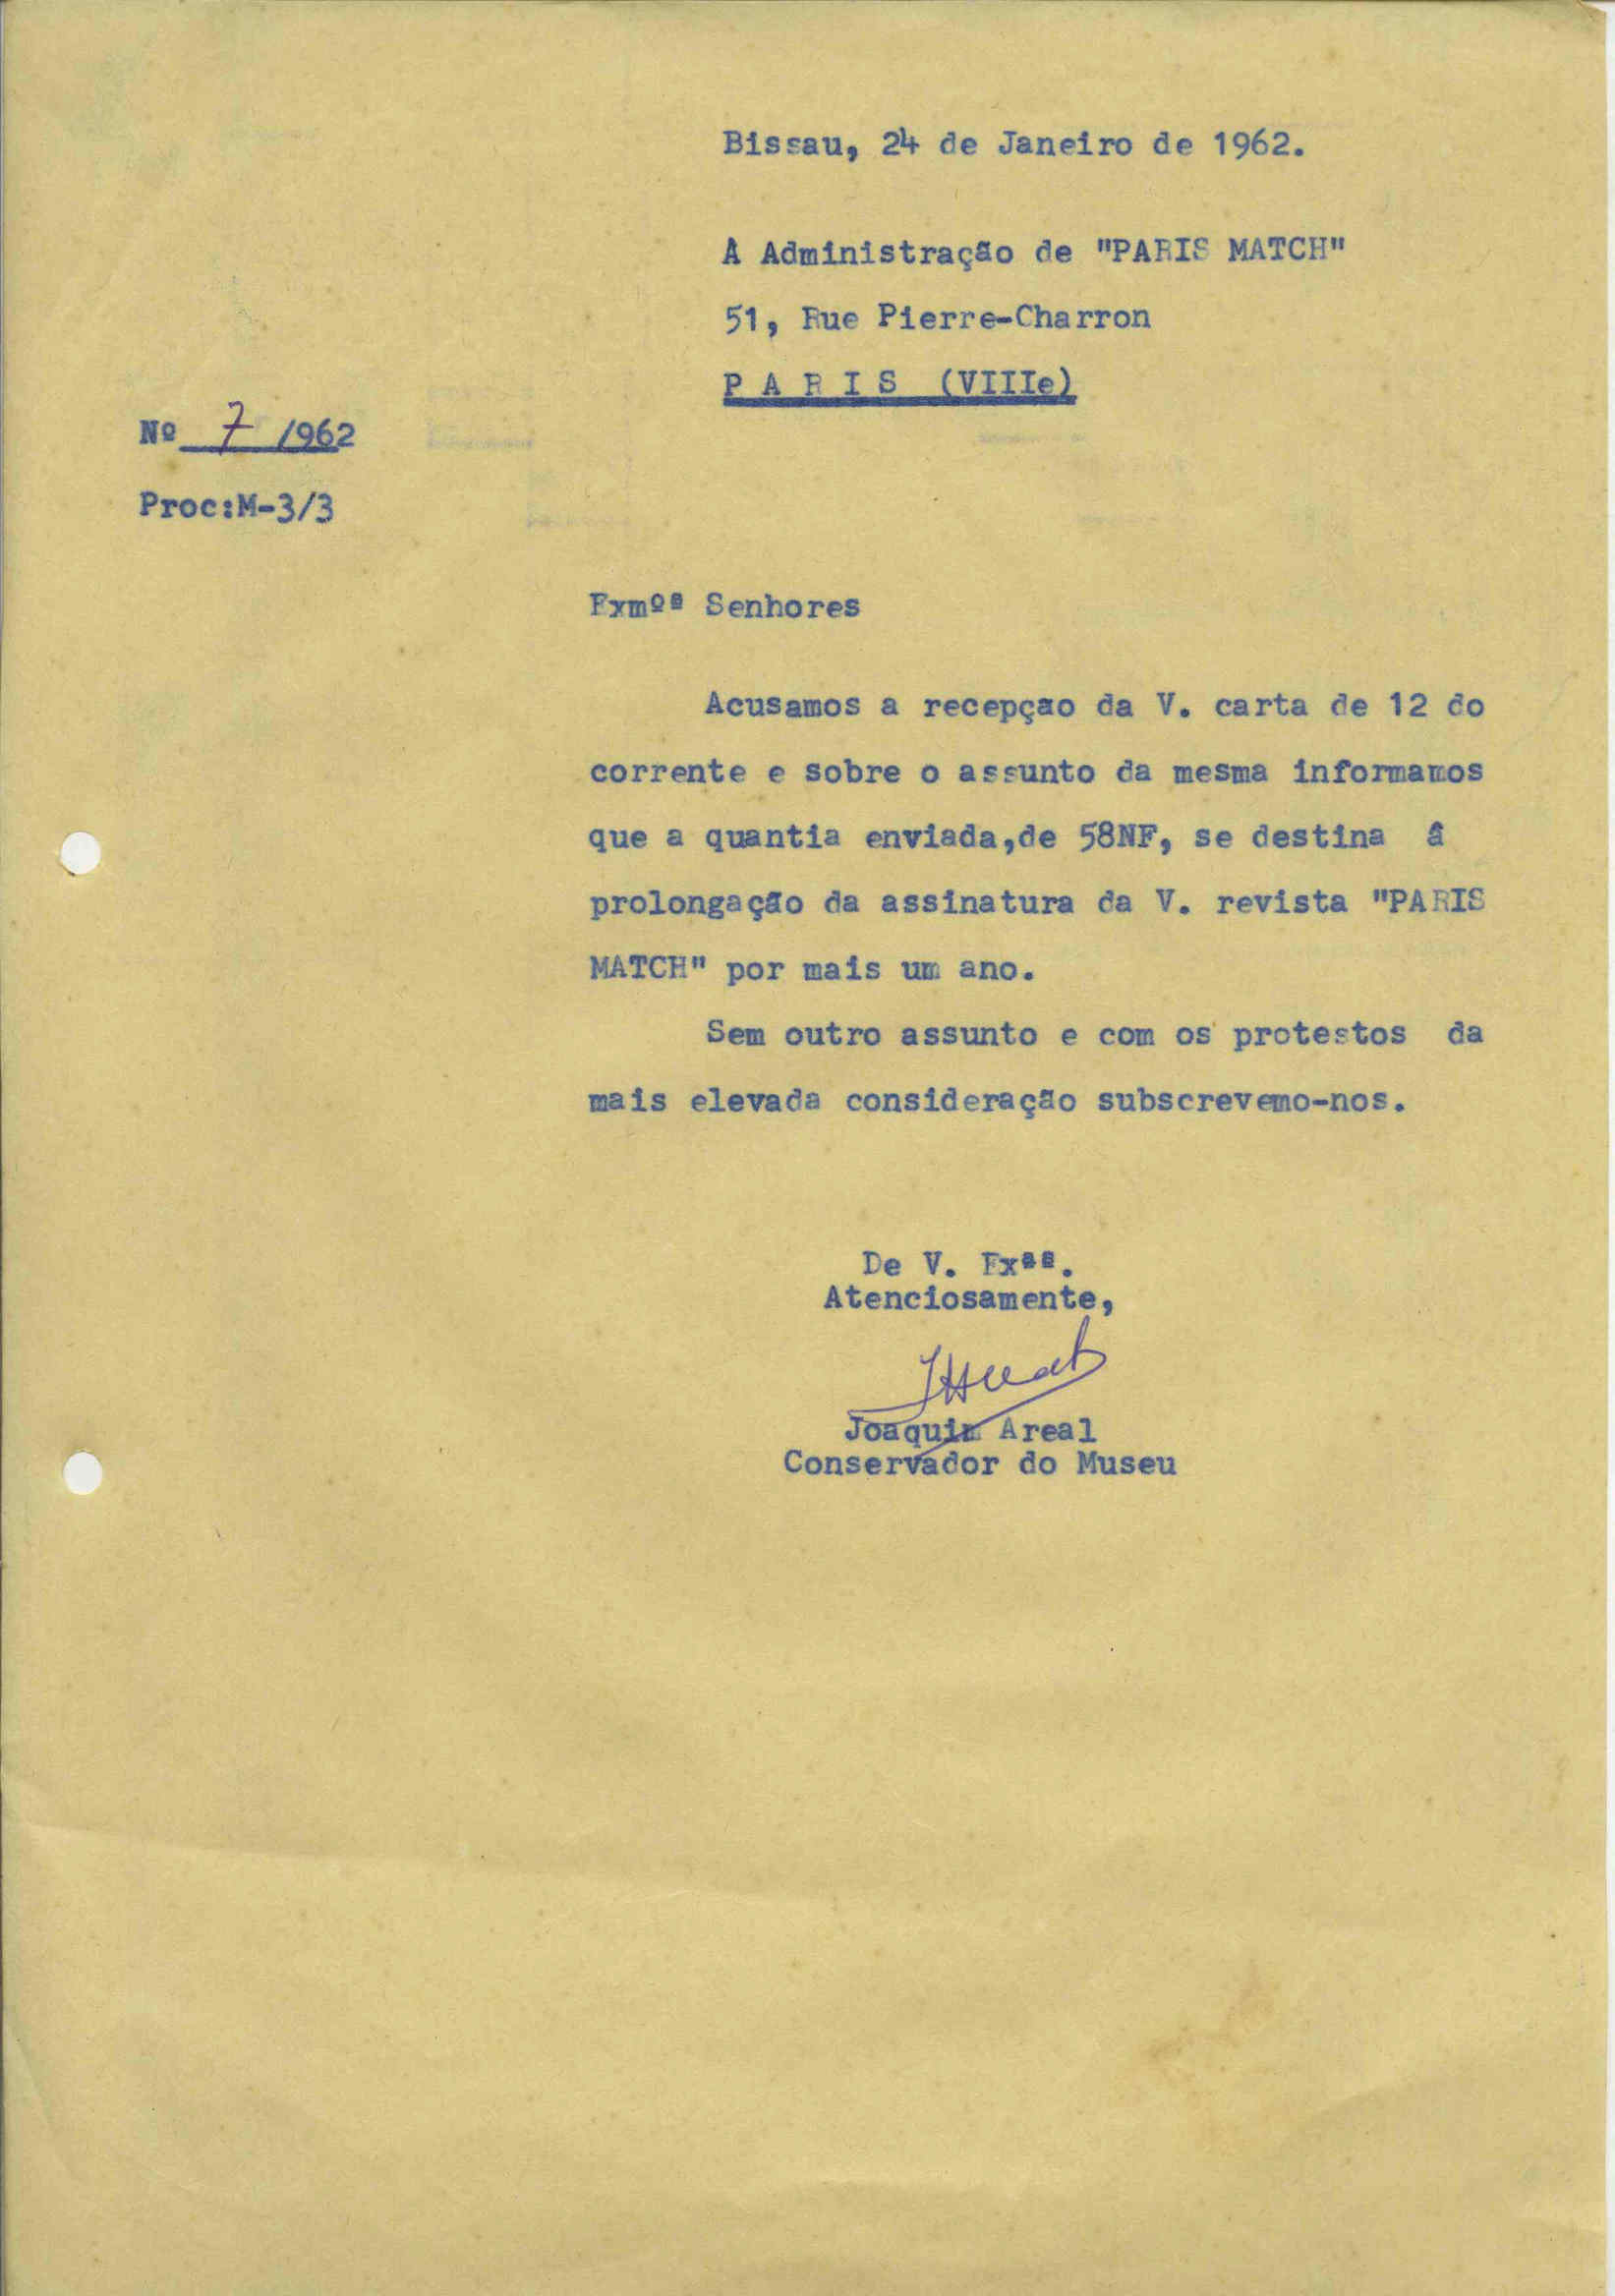 Bissau, 24 de Janeiro de 1962.
A Administração de "PARIS MATCH"
51, Rue Pierre-Charron
P A R I S (VIIIe)
Nº 7 /962
Proc:M-3/3
Exmºˢ Senhores
Acusamos a recepçao da V. carta de 12 do
corrente e sobre o assunto da mesma informamos
que a quantia enviada,de 58NF, se destina â
prolongação da assinatura da V. revista "PARIS
MATCH" por mais um ano.
Sem outro assunto e com os protestos da
mais elevada consideração subscrevemo-nos.
De V. Exªˢ.
Atenciosamente,
Joaquim Areal
Conservador do Museu